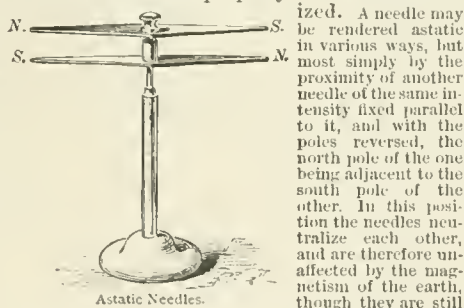 ized. A needle may
be rendered astatic
in various ways, but
most simply by the
proximity of another
needle of the same in-
tensity fixed parallel
to it, and with the
poles reversed, the
north pole of the one
being adjacent to the
south pole of the
other. In this posi-
tion the needles neu-
tralize each other,
and are therefore un-
affected by the mag-
netism of the earth,
though they are still
N. S.
S. N.
Astatic Needles.